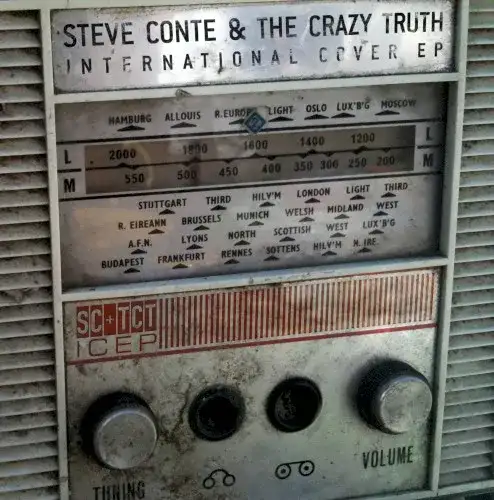 STEVE CONTE & THE CRAZY TRUTH
INTERNATIONAL COVER EP
HAMBURG ALLOUIS R.EUROPE LIGHT OSLO LUX'B'G MOSCOW
L 2000 1800 1600 1400 1200 L
M 550 500 450 400 350 300 250 200 M
STUTTGART THIRD HILV'M LONDON LIGHT THIRD
R. EIREANN BRUSSELS MUNICH WELSH MIDLAND WEST
A.F.N. LYONS NORTH SCOTTISH WEST LUX'B'G
BUDAPEST FRANKFURT RENNES SOTTENS HILV'M N. IRE.
SC+TCT
ICEP
TUNING VOLUME